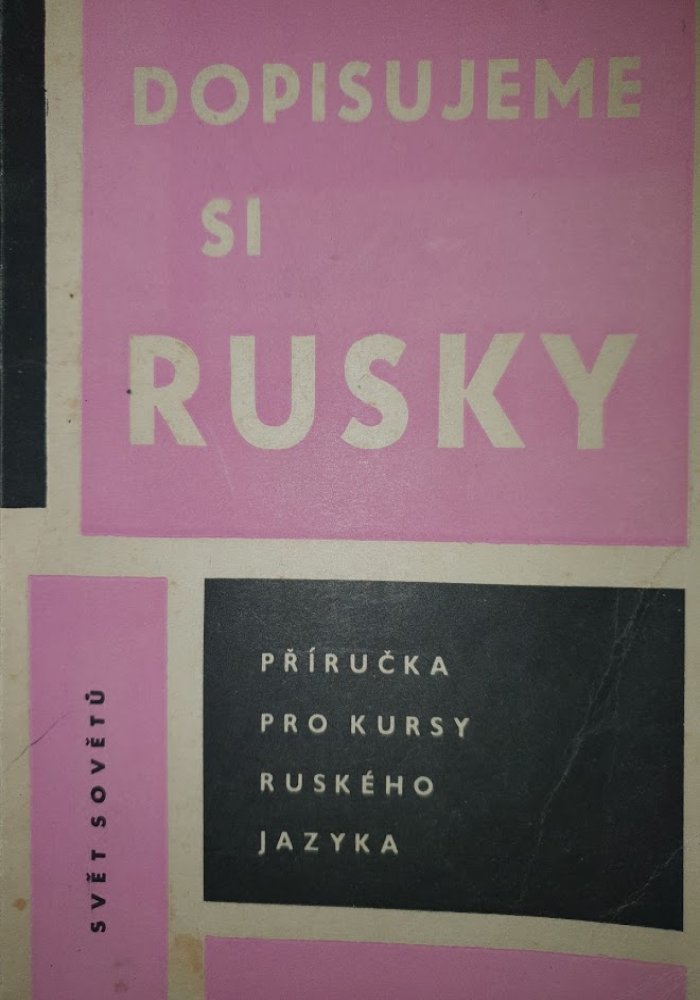 DOPISUJEME
SI
RUSKY
PŘÍRUČKA
PRO KURSY
RUSKÉHO
JAZYKA
SVĚT SOVĚTŮ